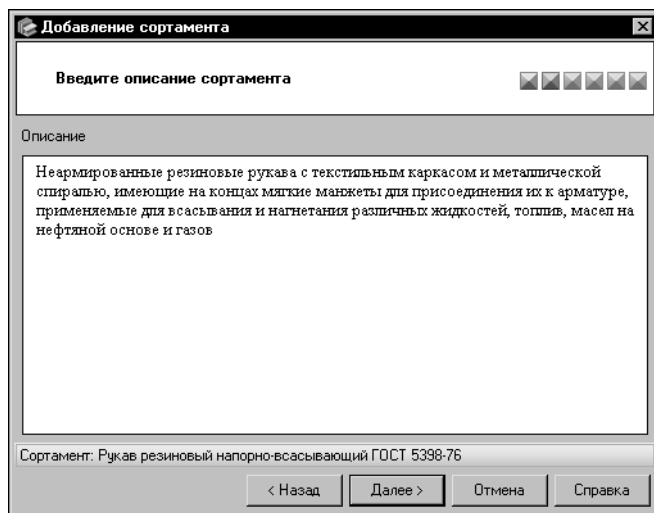 Добавление сортамента
Введите описание сортамента
Описание
Неармированные резиновые рукава с текстильным каркасом и металлической
спиралью, имеющие на концах мягкие манжеты для присоединения их к арматуре,
применяемые для всасывания и нагнетания различных жидкостей, топлив, масел на
нефтяной основе и газов
Сортамент: Рукав резиновый напорно-всасывающий ГОСТ 5398-76
< Назад Далее > Отмена Справка